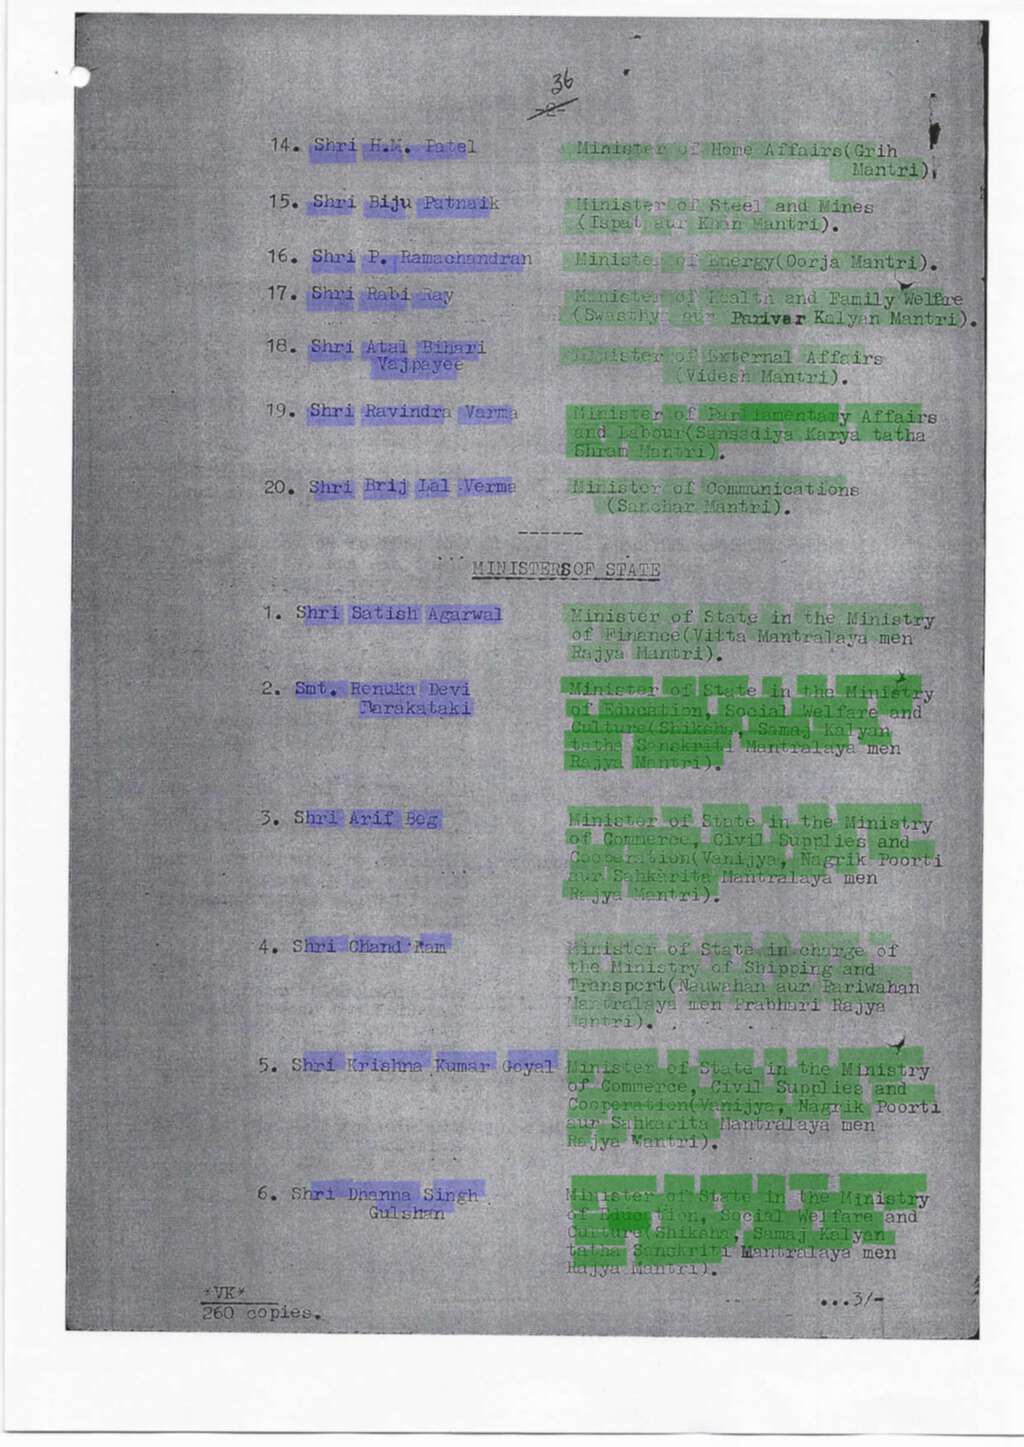 36
-2-
14. Shri H.M. Patel Minister of Home Affairs(Grih
Mantri).
15. Shri Biju Patnaik Minister of Steel and Mines
(Ispat aur Khan Mantri).
16. Shri P. Ramachandran Minister of Energy(Oorja Mantri).
17. Shri Rabi Ray Minister of Health and Family Welfare
(Swasthya aur Parivar Kalyan Mantri).
18. Shri Atal Bihari Minister of External Affairs
Vajpayee (Videsh Mantri).
19. Shri Ravindra Varma Minister of Parliamentary Affairs
and Labour(Sansadiya Karya tatha
Shram Mantri).
20. Shri Brij Lal Verma Minister of Communications
(Sanchar Mantri).
------
MINISTERS OF STATE
1. Shri Satish Agarwal Minister of State in the Ministry
of Finance(Vitta Mantralaya men
Rajya Mantri).
2. Smt. Renuka Devi Minister of State in the Ministry
Barakataki of Education, Social Welfare and
Culture(Shiksha, Samaj Kalyan
tatha Sanskriti Mantralaya men
Rajya Mantri).
3. Shri Arif Beg Minister of State in the Ministry
of Commerce, Civil Supplies and
Cooperation(Vanijya, Nagrik Poorti
aur Sahkarita Mantralaya men
Rajya Mantri).
4. Shri Chand Ram Minister of State in charge of
the Ministry of Shipping and
Transport(Nauwahan aur Pariwahan
Mantralaya men Prabhari Rajya
Mantri).
5. Shri Krishna Kumar Goyal Minister of State in the Ministry
of Commerce, Civil Supplies and
Cooperation(Vanijya, Nagrik Poorti
aur Sahkarita Mantralaya men
Rajya Mantri).
6. Shri Dhanna Singh Minister of State in the Ministry
Gulshan of Education, Social Welfare and
Culture(Shiksha, Samaj Kalyan
tatha Sanskriti Mantralaya men
Rajya Mantri).
*VK*
260 copies.
...3/-